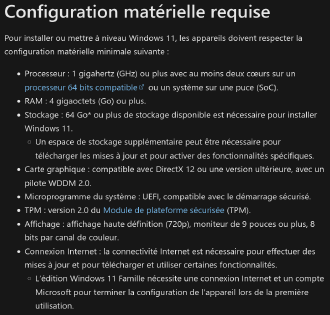 Configuration matérielle requise
Pour installer ou mettre à niveau Windows 11, les appareils doivent respecter la
configuration matérielle minimale suivante :
Processeur : 1 gigahertz (GHz) ou plus avec au moins deux cœurs sur un
processeur 64 bits compatible ou un système sur une puce (SoC).
RAM : 4 gigaoctets (Go) ou plus.
Stockage : 64 Go* ou plus de stockage disponible est nécessaire pour installer
Windows 11.
Un espace de stockage supplémentaire peut être nécessaire pour
télécharger les mises à jour et pour activer des fonctionnalités spécifiques.
Carte graphique : compatible avec DirectX 12 ou une version ultérieure, avec un
pilote WDDM 2.0.
Microprogramme du système : UEFI, compatible avec le démarrage sécurisé.
TPM : version 2.0 du Module de plateforme sécurisée (TPM).
Affichage : affichage haute définition (720p), moniteur de 9 pouces ou plus, 8
bits par canal de couleur.
Connexion Internet : la connectivité Internet est nécessaire pour effectuer des
mises à jour et pour télécharger et utiliser certaines fonctionnalités.
L'édition Windows 11 Famille nécessite une connexion Internet et un compte
Microsoft pour terminer la configuration de l'appareil lors de la première
utilisation.